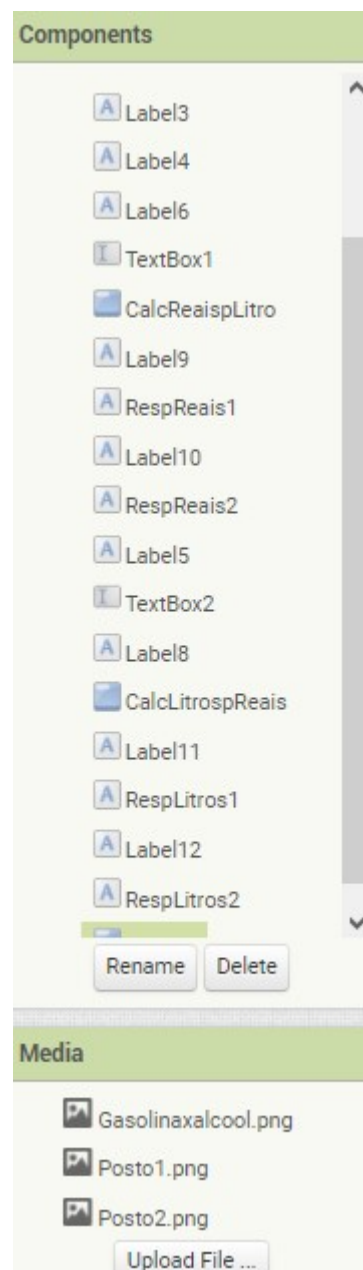 Components
Label3
Label4
Label6
TextBox1
CalcReaispLitro
Label9
RespReais1
Label10
RespReais2
Label5
TextBox2
Label8
CalcLitrospReais
Label11
RespLitros1
Label12
RespLitros2
Rename Delete
Media
Gasolinaxalcool.png
Posto1.png
Posto2.png
Upload File ...